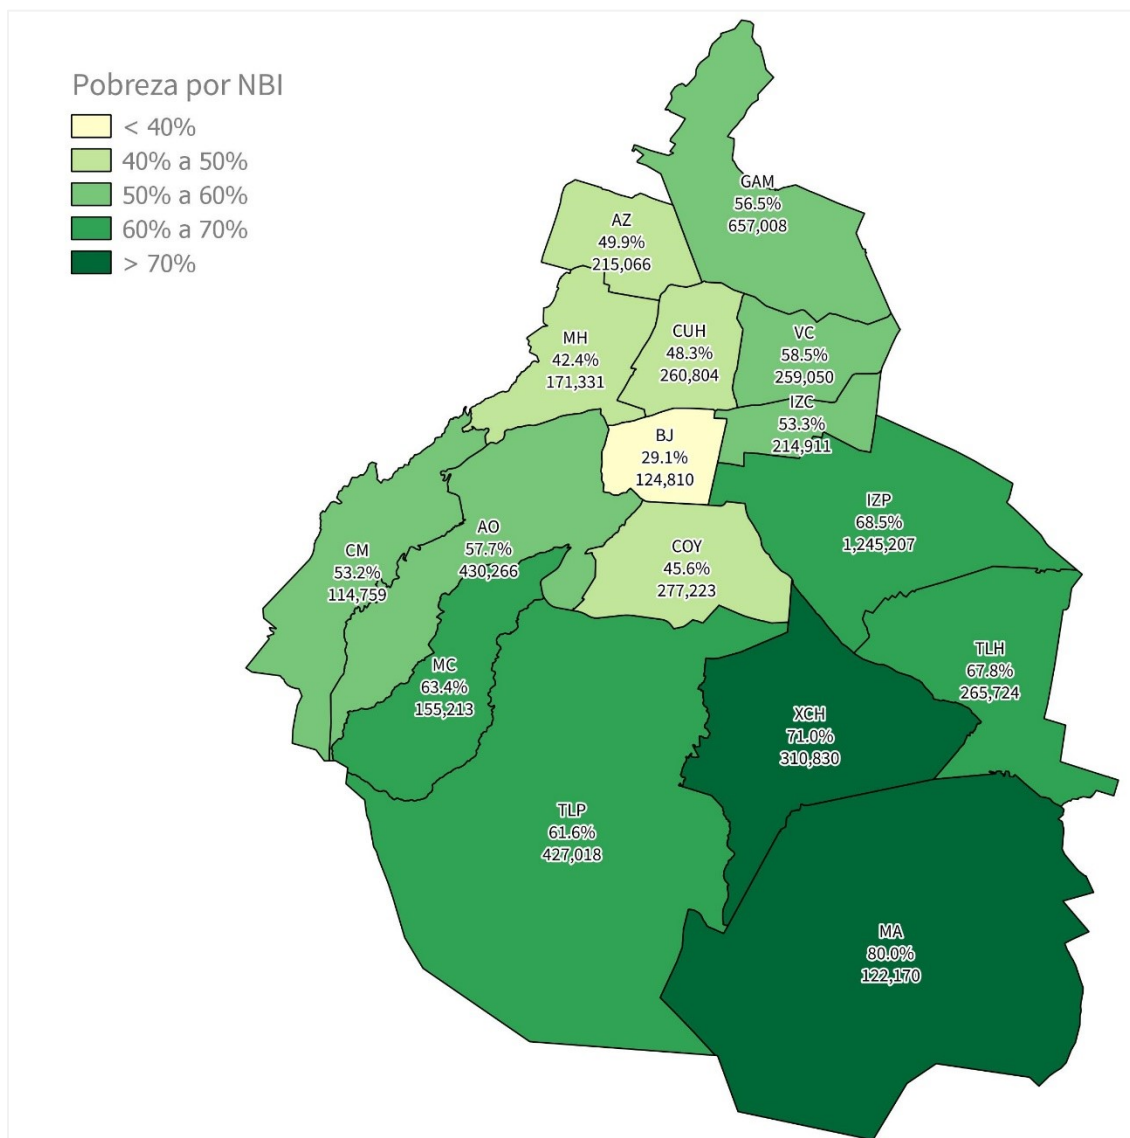 Pobreza por NBI
< 40%
40% a 50%
50% a 60%
60% a 70%
> 70%
GAM
56.5%
657,008
AZ
49.9%
215,066
MH
42.4%
171,331
CUH
48.3%
260,804
VC
58.5%
259,050
IZC
53.3%
214,911
BJ
29.1%
124,810
IZP
68.5%
1,245,207
AO
57.7%
430,266
CM
53.2%
114,759
COY
45.6%
277,223
MC
63.4%
155,213
TLH
67.8%
265,724
XCH
71.0%
310,830
TLP
61.6%
427,018
MA
80.0%
122,170